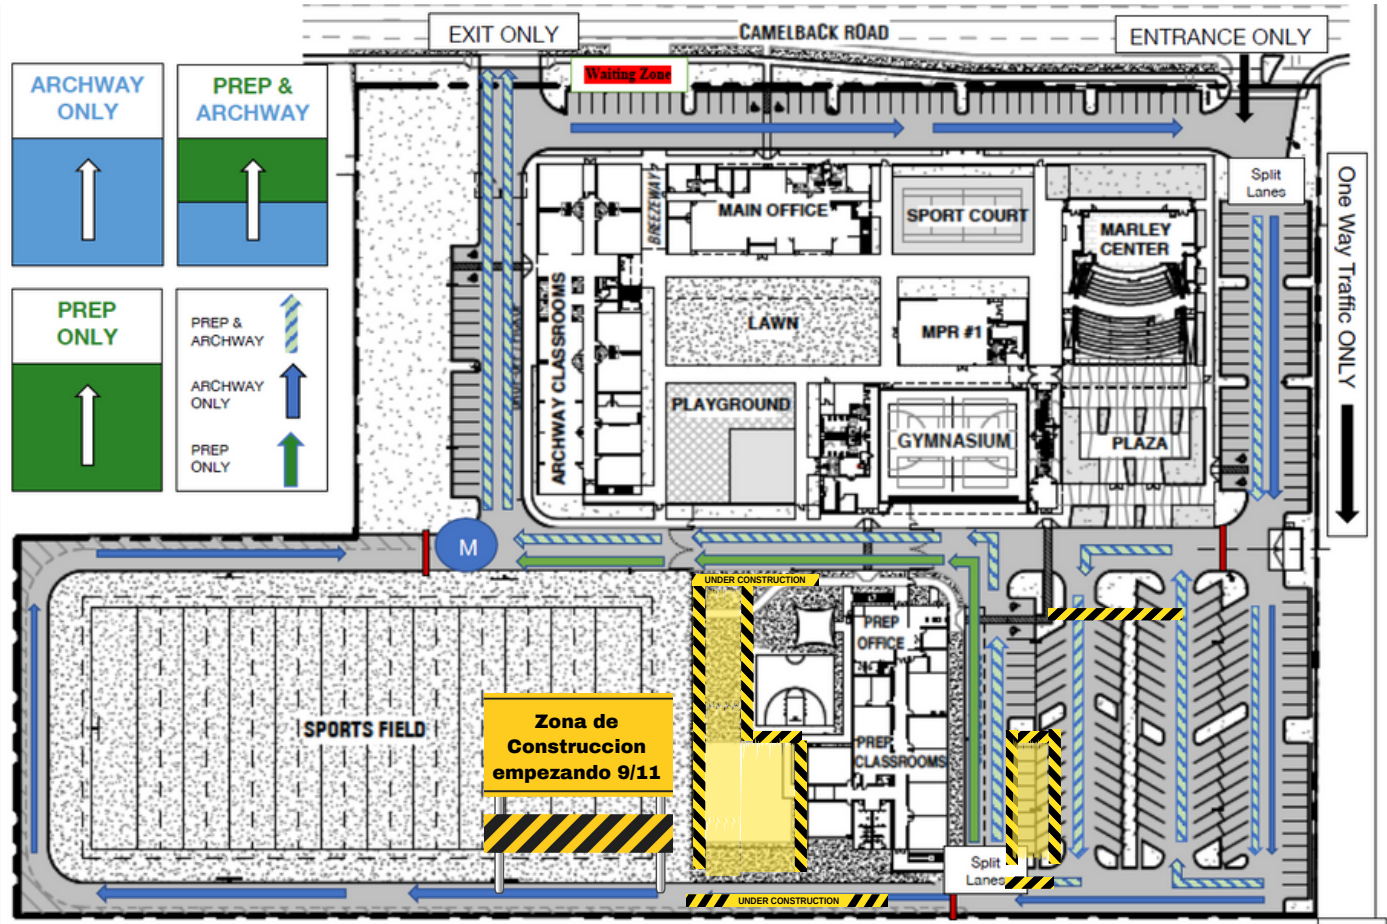 CAMELBACK ROAD
EXIT ONLY
ENTRANCE ONLY
Waiting Zone
ARCHWAY
ONLY
PREP &
ARCHWAY
PREP
ONLY
PREP &
ARCHWAY
ARCHWAY
ONLY
PREP
ONLY
Split
Lanes
One Way Traffic ONLY
BREEZEWAY
MAIN OFFICE
SPORT COURT
MARLEY
CENTER
ARCHWAY CLASSROOMS
LAWN
MPR #1
PLAYGROUND
GYMNASIUM
PLAZA
M
UNDER CONSTRUCTION
PREP
OFFICE
SPORTS FIELD
Zona de
Construccion
empezando 9/11
PREP
CLASSROOMS
Split
Lanes
UNDER CONSTRUCTION